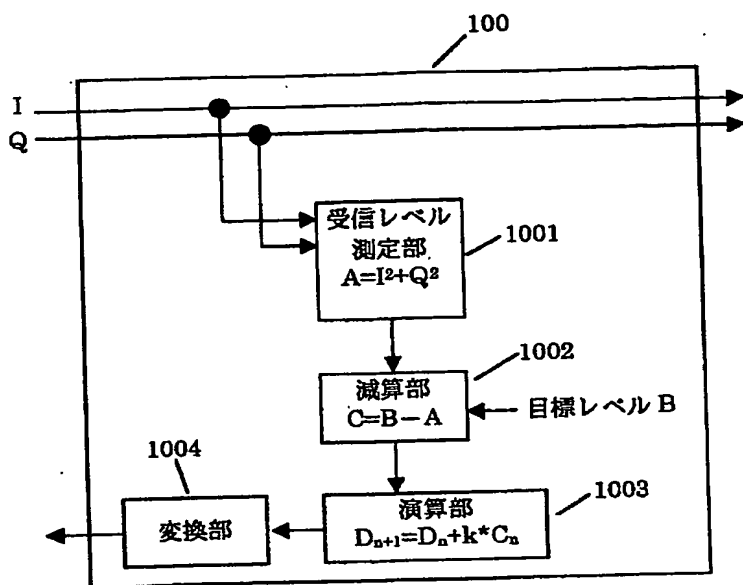 100
I
Q
受信レベル
測定部
A=I²+Q²
1001
1002
減算部
C=B－A
目標レベル B
1004
変換部
1003
演算部
Dₙ₊₁=Dₙ+k*Cₙ